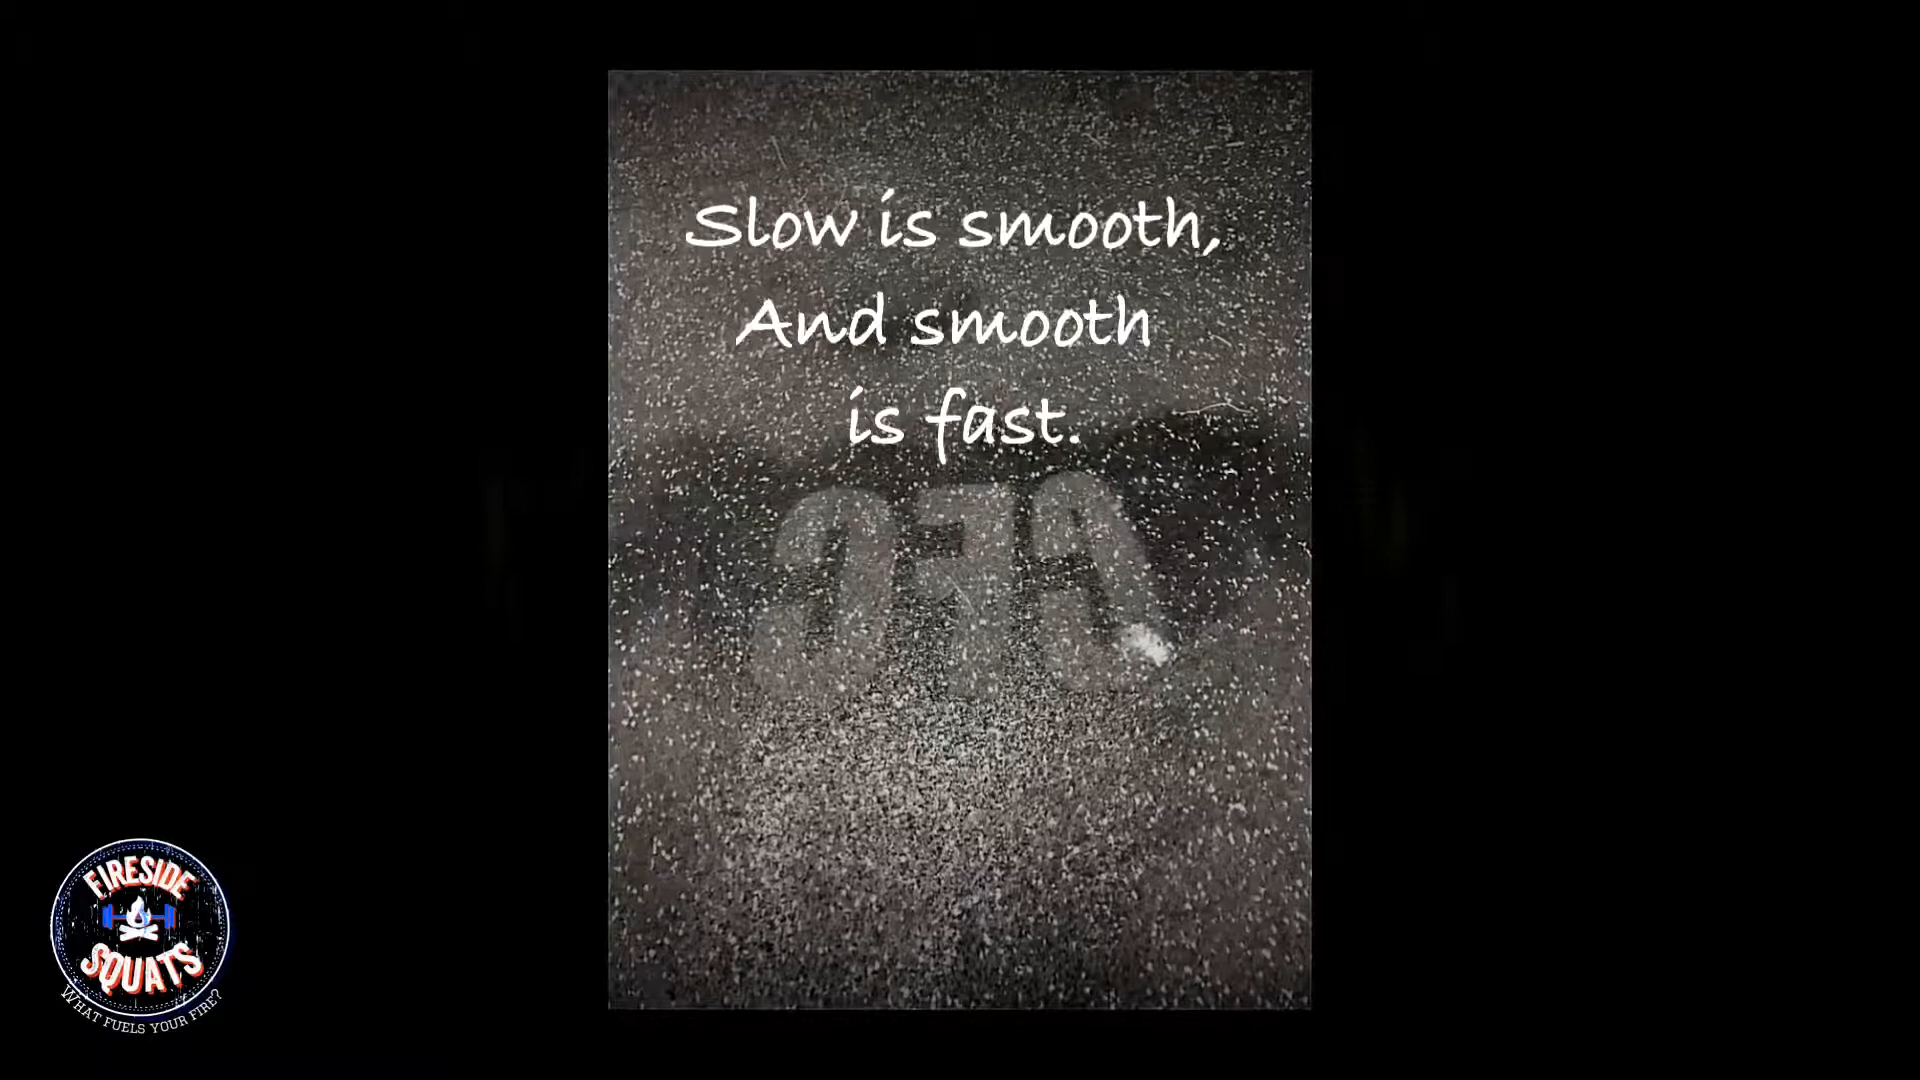 Slow is smooth,
And smooth
is fast.
FIRESIDE
SQUATS
WHAT FUELS YOUR FIRE?